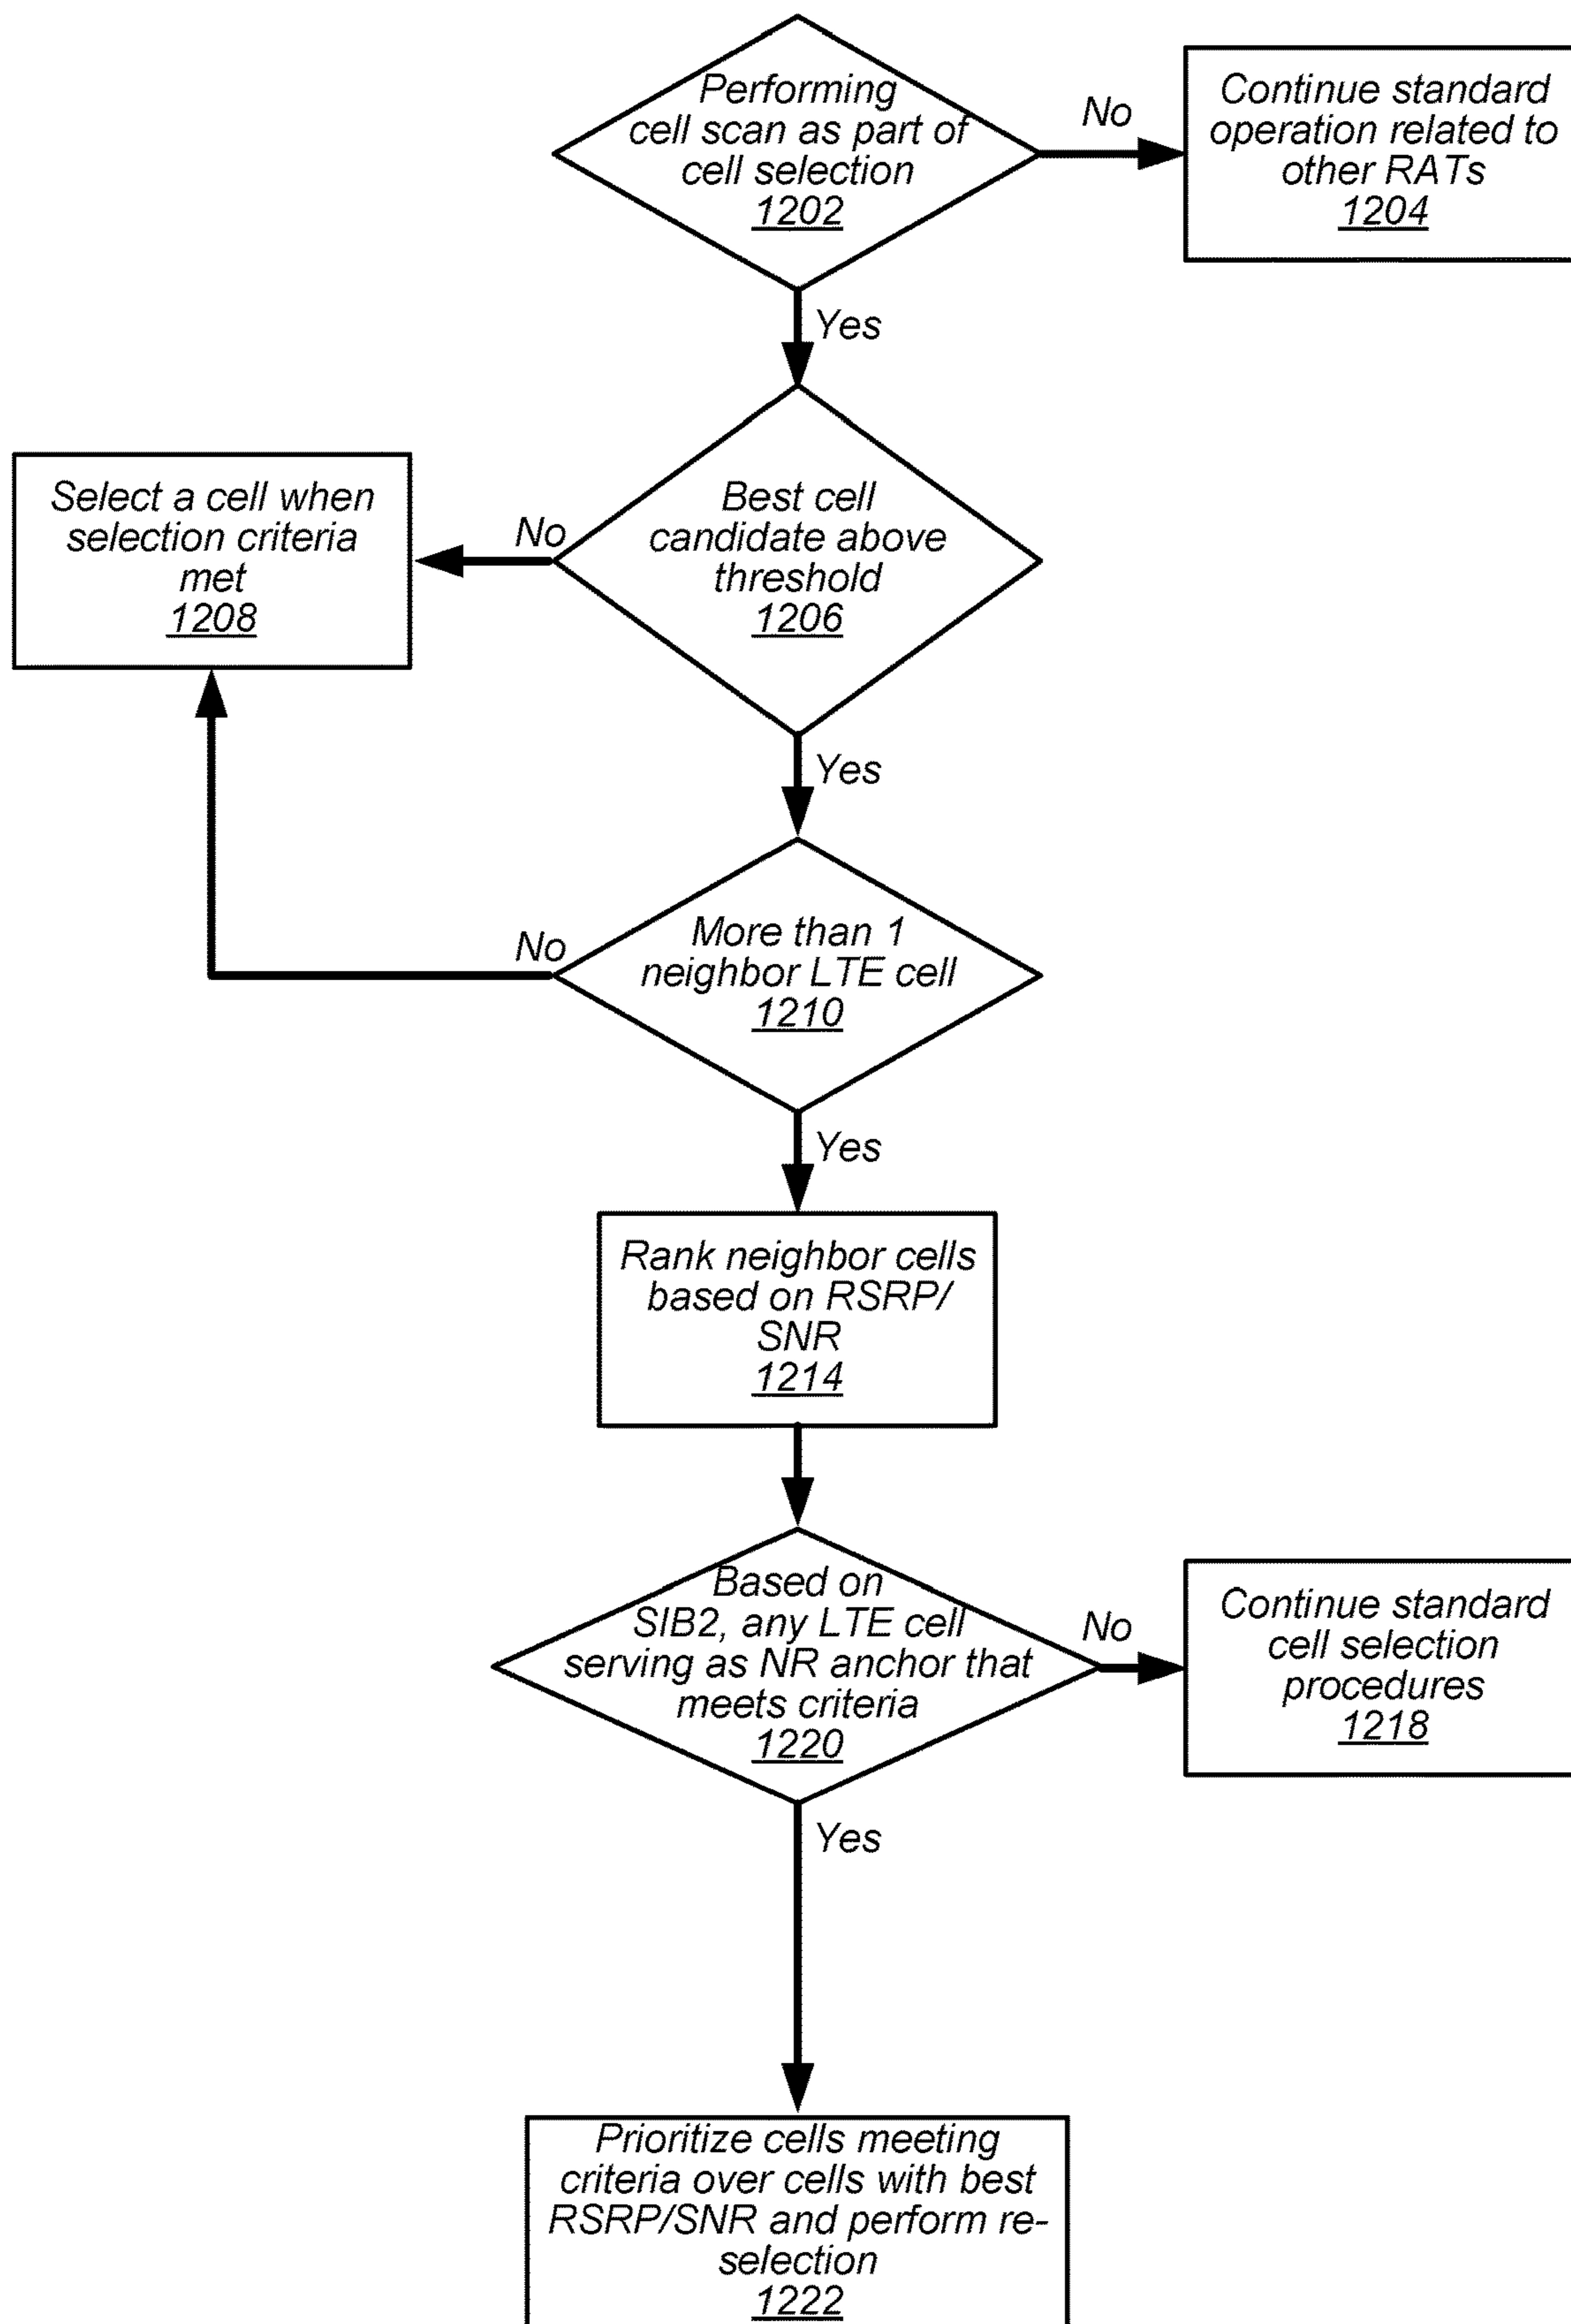 Performing
cell scan as part of
cell selection
1202
No
Continue standard
operation related to
other RATs
1204
Yes
Select a cell when
selection criteria
met
1208
No
Best cell
candidate above
threshold
1206
Yes
No
More than 1
neighbor LTE cell
1210
Yes
Rank neighbor cells
based on RSRP/
SNR
1214
Based on
SIB2, any LTE cell
serving as NR anchor that
meets criteria
1220
No
Continue standard
cell selection
procedures
1218
Yes
Prioritize cells meeting
criteria over cells with best
RSRP/SNR and perform re-
selection
1222